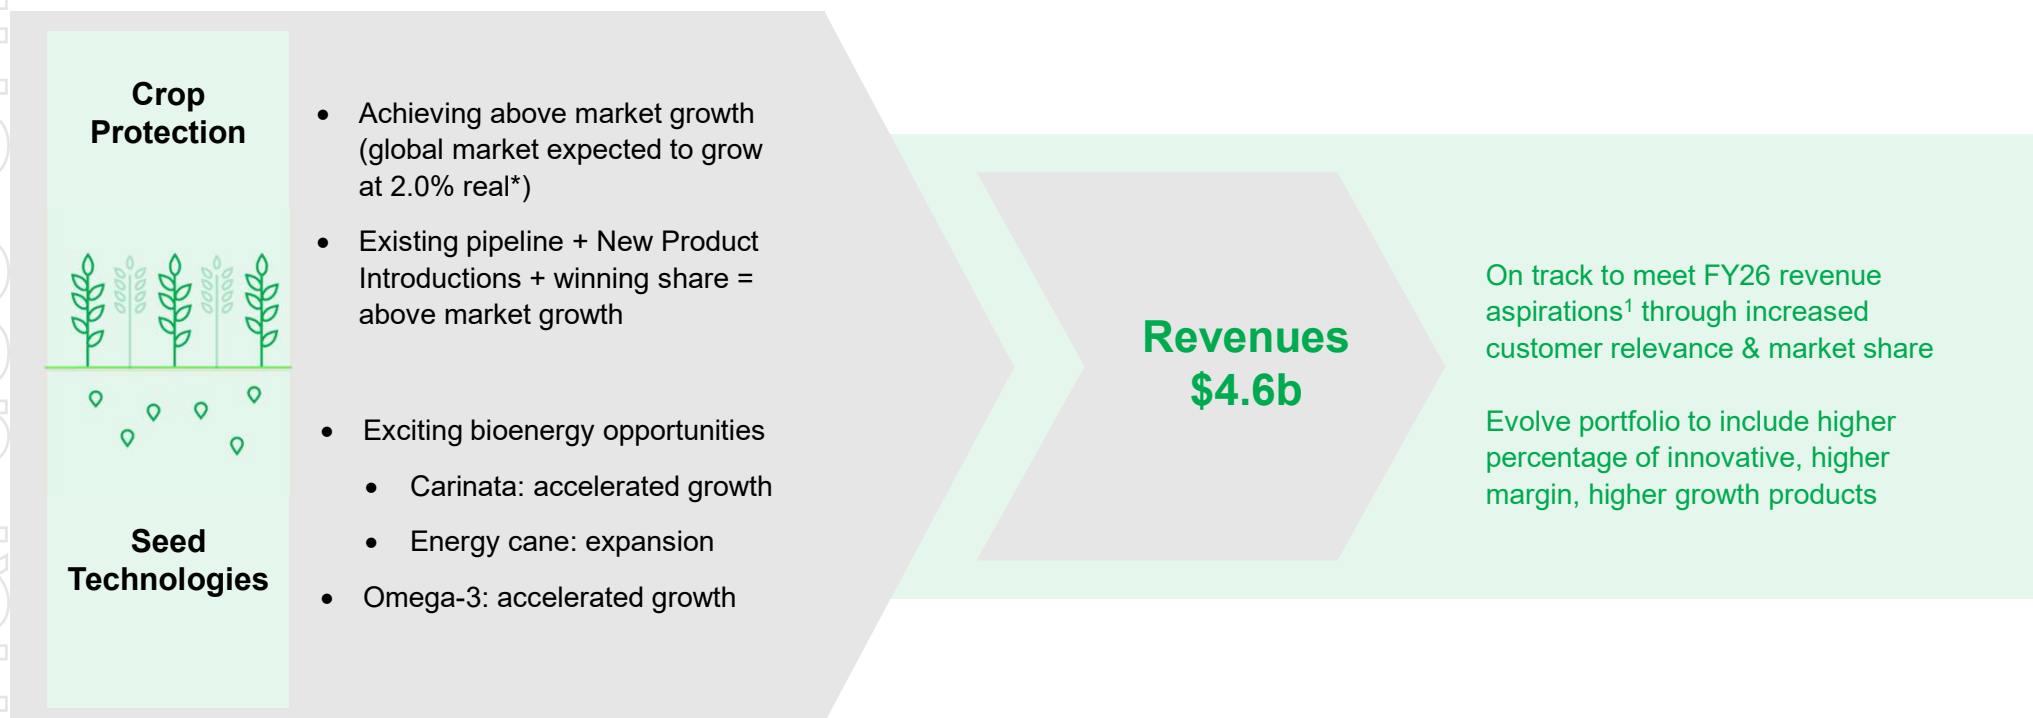 Crop
Protection
• Achieving above market growth
(global market expected to grow
at 2.0% real*)
• Existing pipeline + New Product
Introductions + winning share =
above market growth
Seed
Technologies
• Exciting bioenergy opportunities
• Carinata: accelerated growth
• Energy cane: expansion
• Omega-3: accelerated growth
Revenues
$4.6b
On track to meet FY26 revenue
aspirations¹ through increased
customer relevance & market share
Evolve portfolio to include higher
percentage of innovative, higher
margin, higher growth products